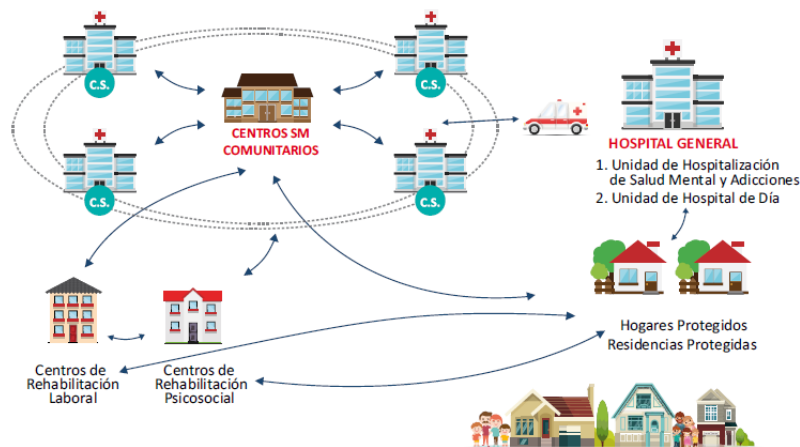 C.S.
C.S.
CENTROS SM
COMUNITARIOS
C.S.
C.S.
HOSPITAL GENERAL
1. Unidad de Hospitalización
de Salud Mental y Adicciones
2. Unidad de Hospital de Día
Hogares Protegidos
Residencias Protegidas
Centros de
Rehabilitación
Laboral
Centros de
Rehabilitación
Psicosocial